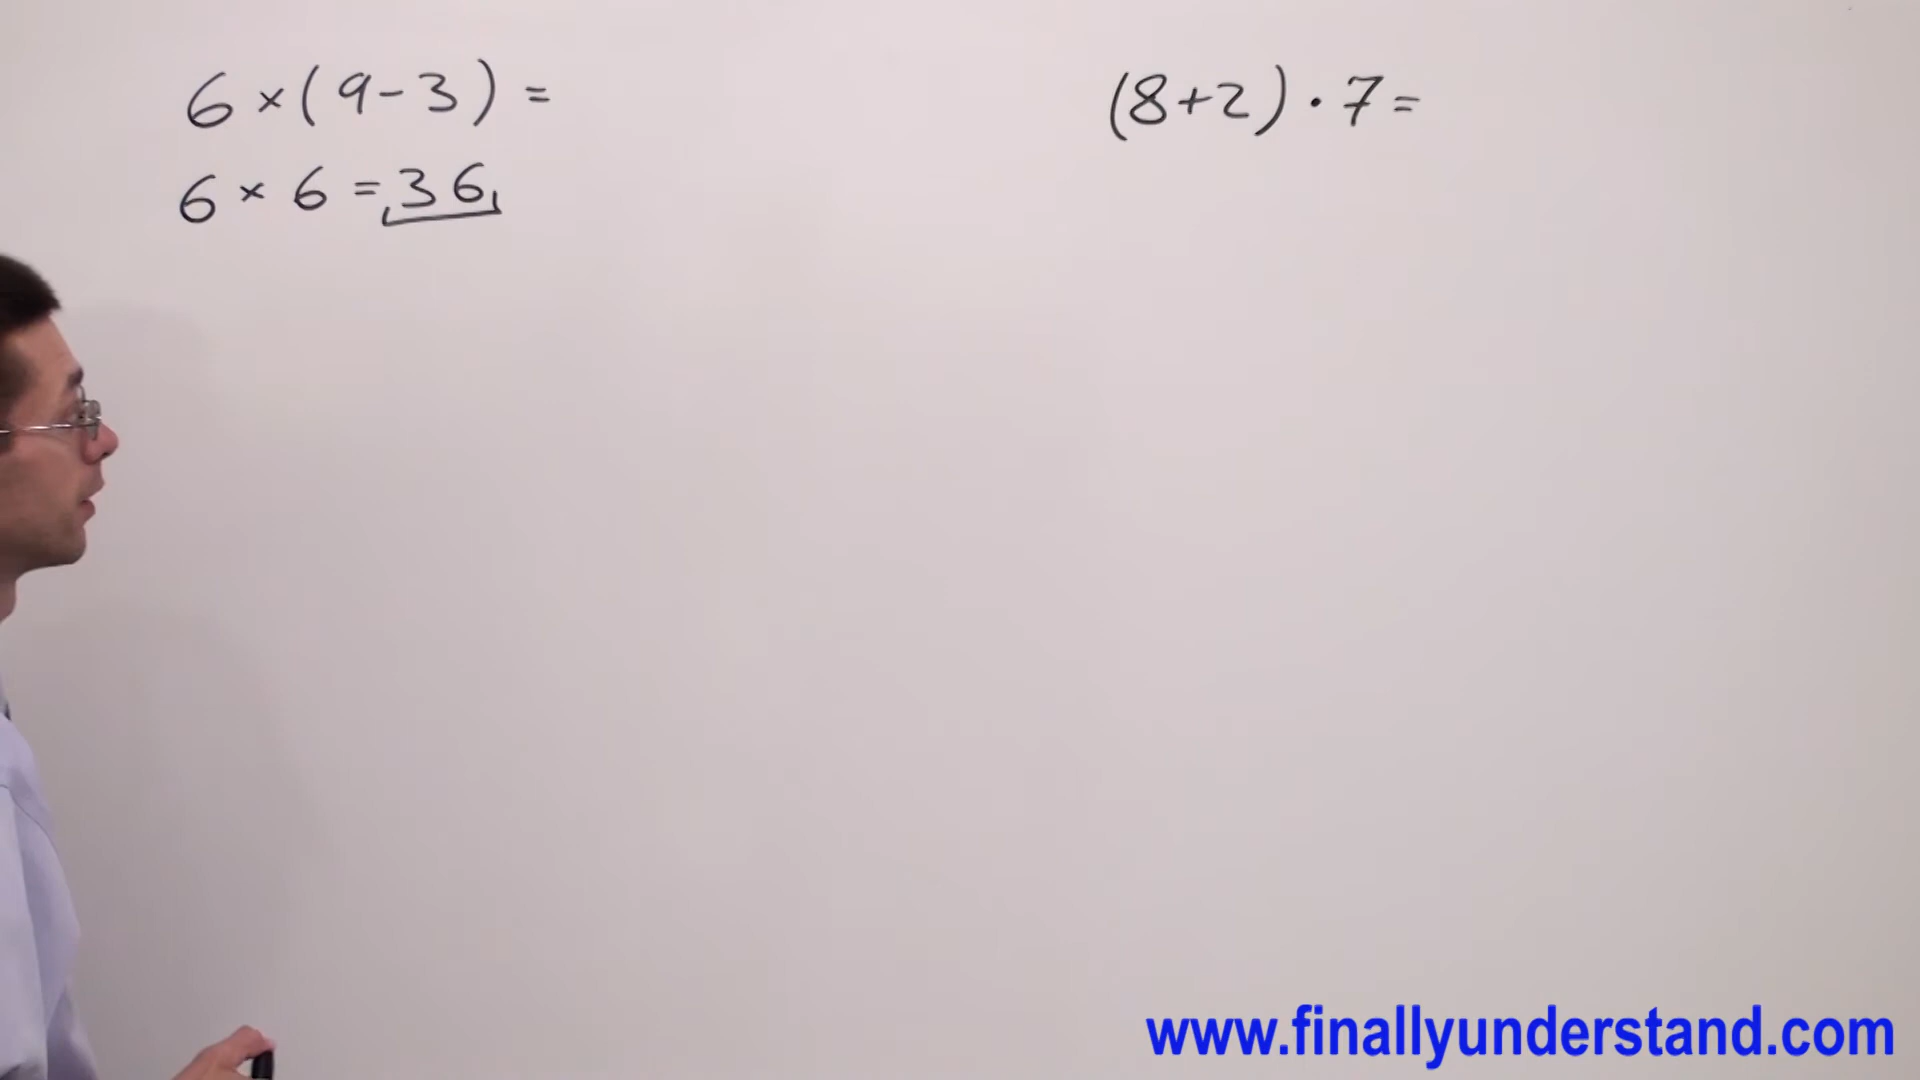 6 × (9 - 3) =
6 × 6 = 36
(8 + 2) · 7 =
www.finallyunderstand.com